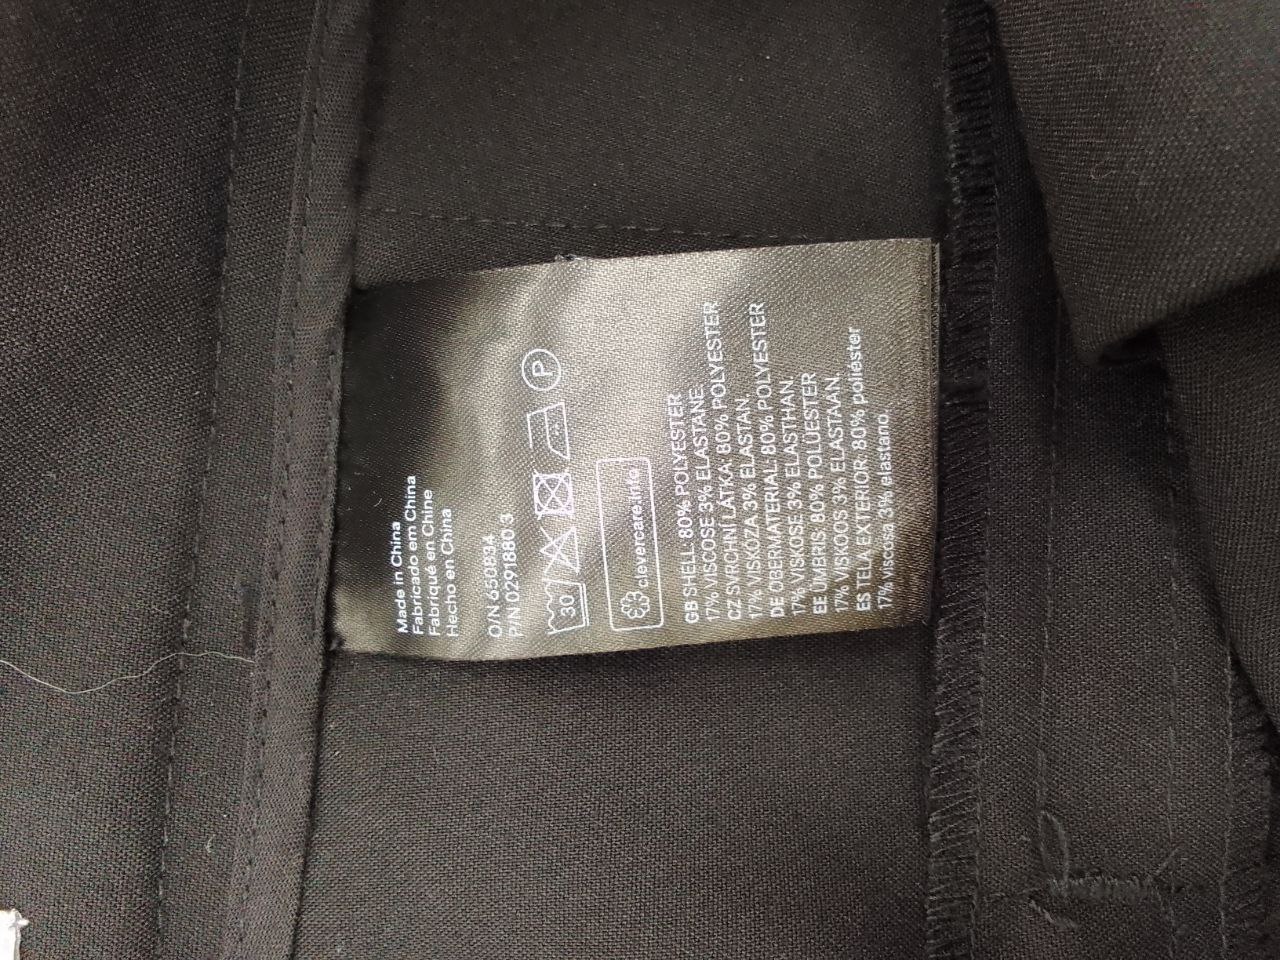 Made in China
Fabricado em China
Fabriqué en Chine
Hecho en China
O/N 650834
P/N 0291880.3
30
P
clevercare.info
GB SHELL: 80% POLYESTER
17% VISCOSE 3% ELASTANE.
CZ SVRCHNÍ LÁTKA: 80% POLYESTER
17% VISKOZA 3% ELASTAN.
DE OBERMATERIAL: 80% POLYESTER
17% VISKOSE 3% ELASTHAN.
EE ÜMBRIS: 80% POLÜESTER
17% VISKOOS 3% ELASTAAN.
ES TELA EXTERIOR: 80% poliéster
17% viscosa 3% elastano.